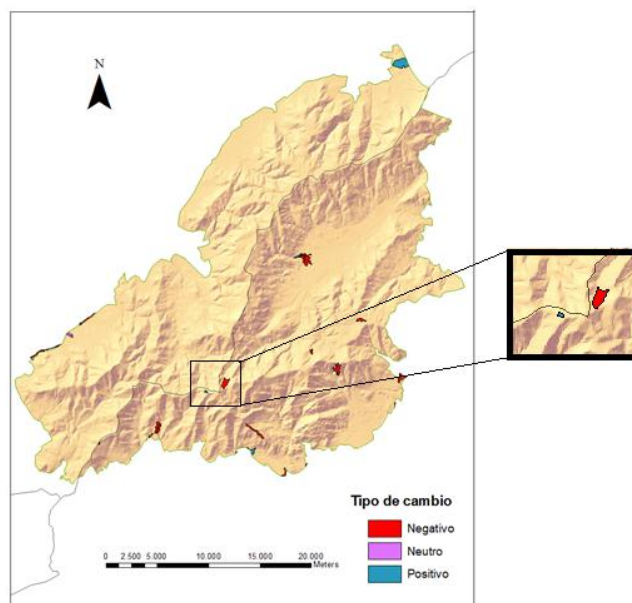 N
Tipo de cambio
Negativo
Neutro
Positivo
0 2.500 5.000 10.000 15.000 20.000
Meters